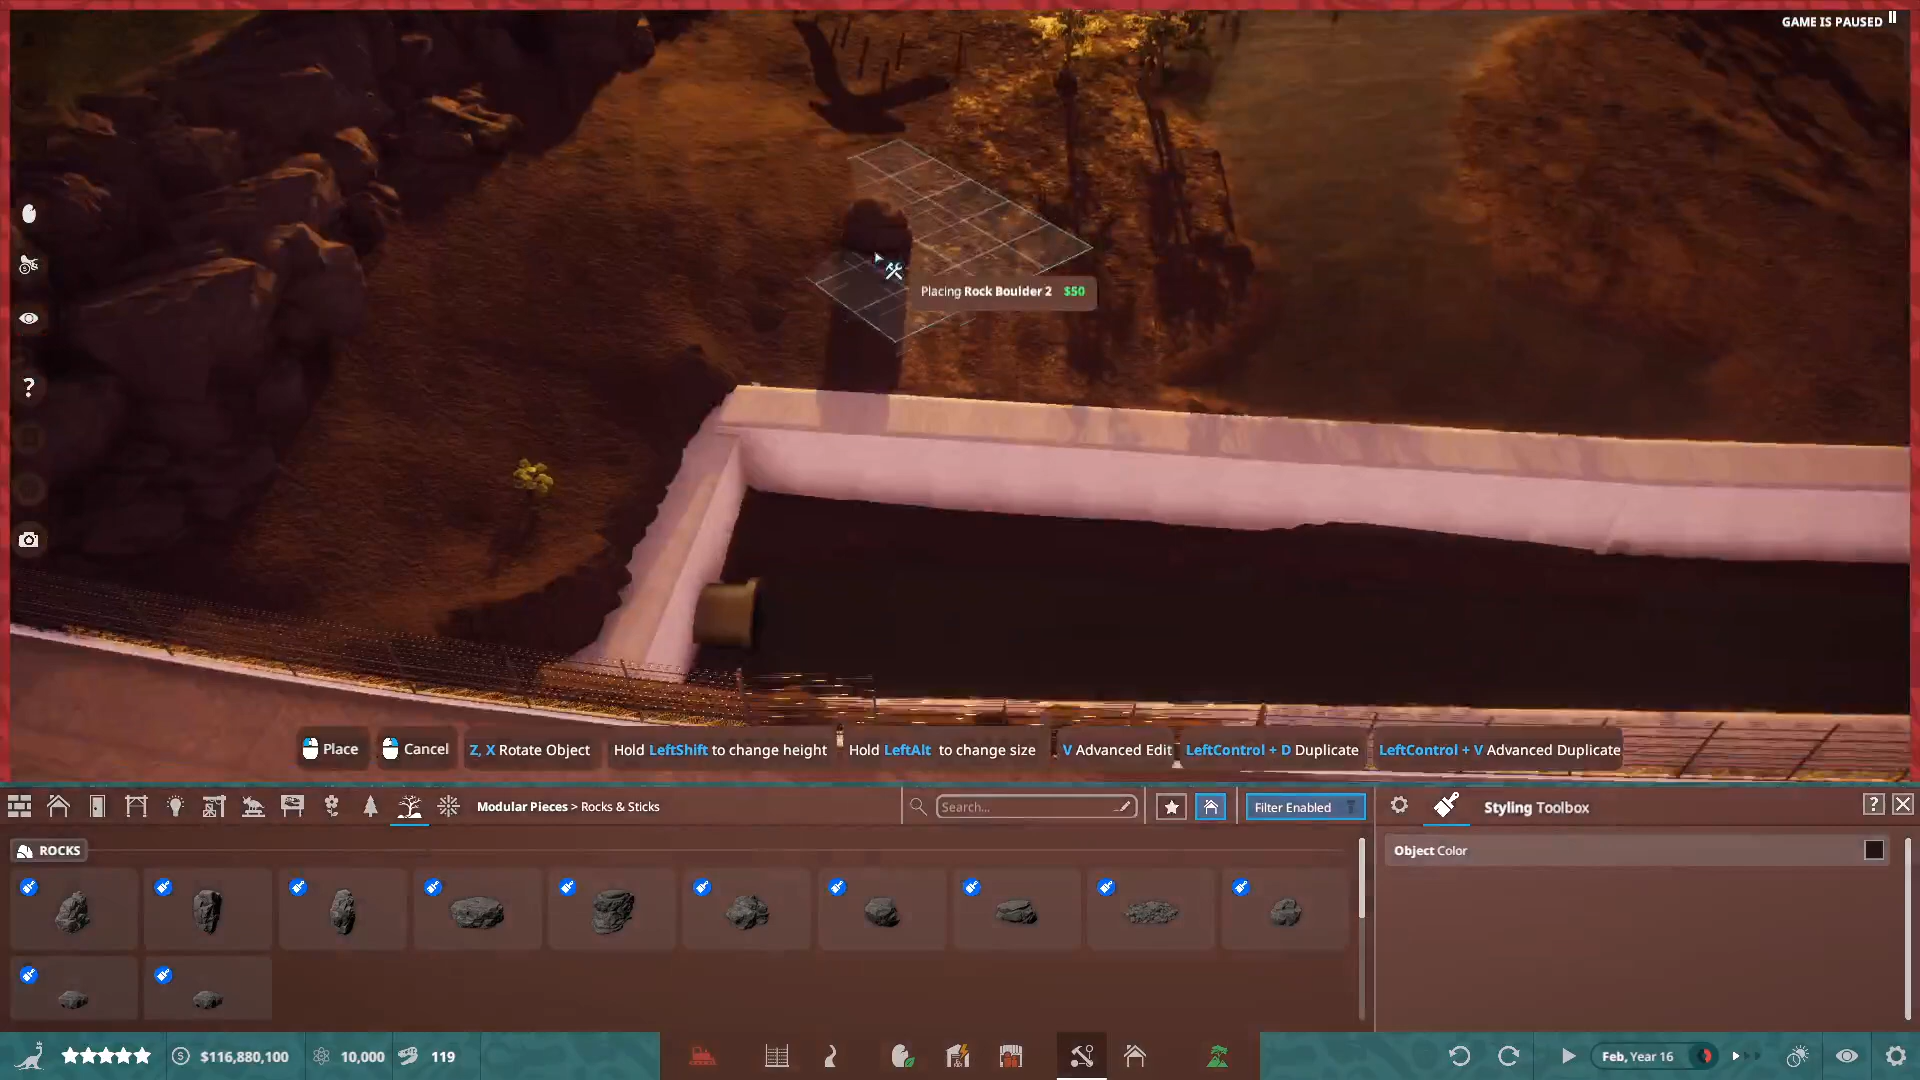 GAME IS PAUSED
Placing Rock Boulder 2 $50
?
Place
Cancel
Z, X Rotate Object
Hold LeftShift to change height
Hold LeftAlt to change size
V Advanced Edit
LeftControl + D Duplicate
LeftControl + V Advanced Duplicate
Modular Pieces > Rocks & Sticks
Search...
Filter Enabled
Styling Toolbox
?
ROCKS
Object Color
$116,880,100
10,000
119
Feb, Year 16